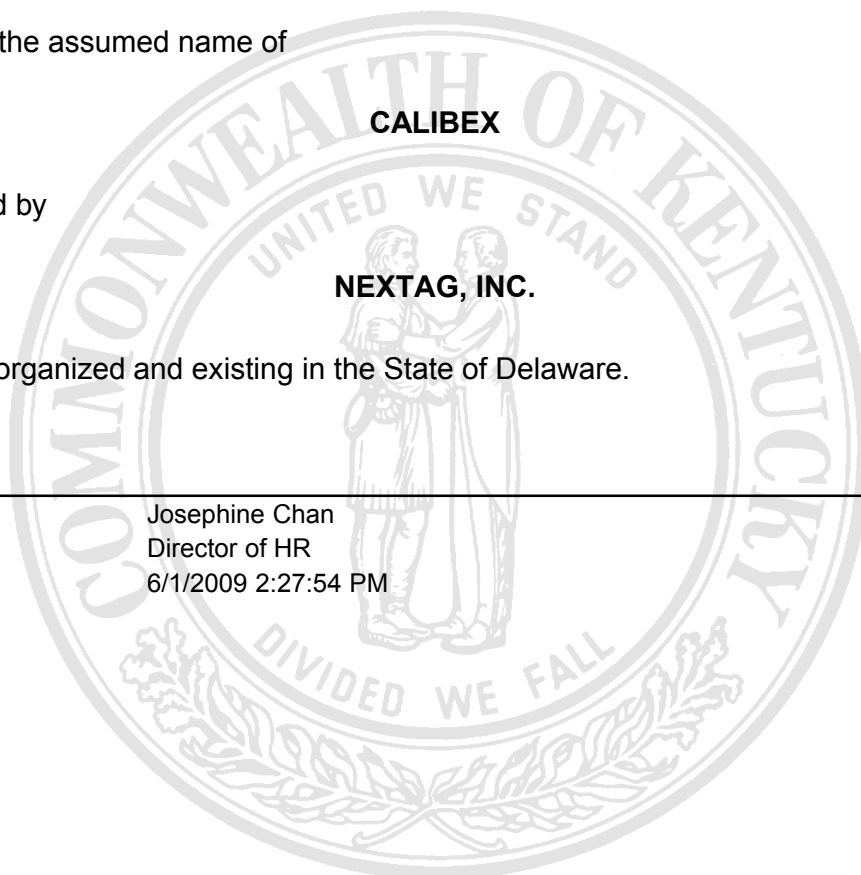 the assumed name of
CALIBEX
d by
NEXTAG, INC.
organized and existing in the State of Delaware.
Josephine Chan
Director of HR
6/1/2009 2:27:54 PM
COMMONWEALTH OF KENTUCKY
UNITED WE STAND
DIVIDED WE FALL